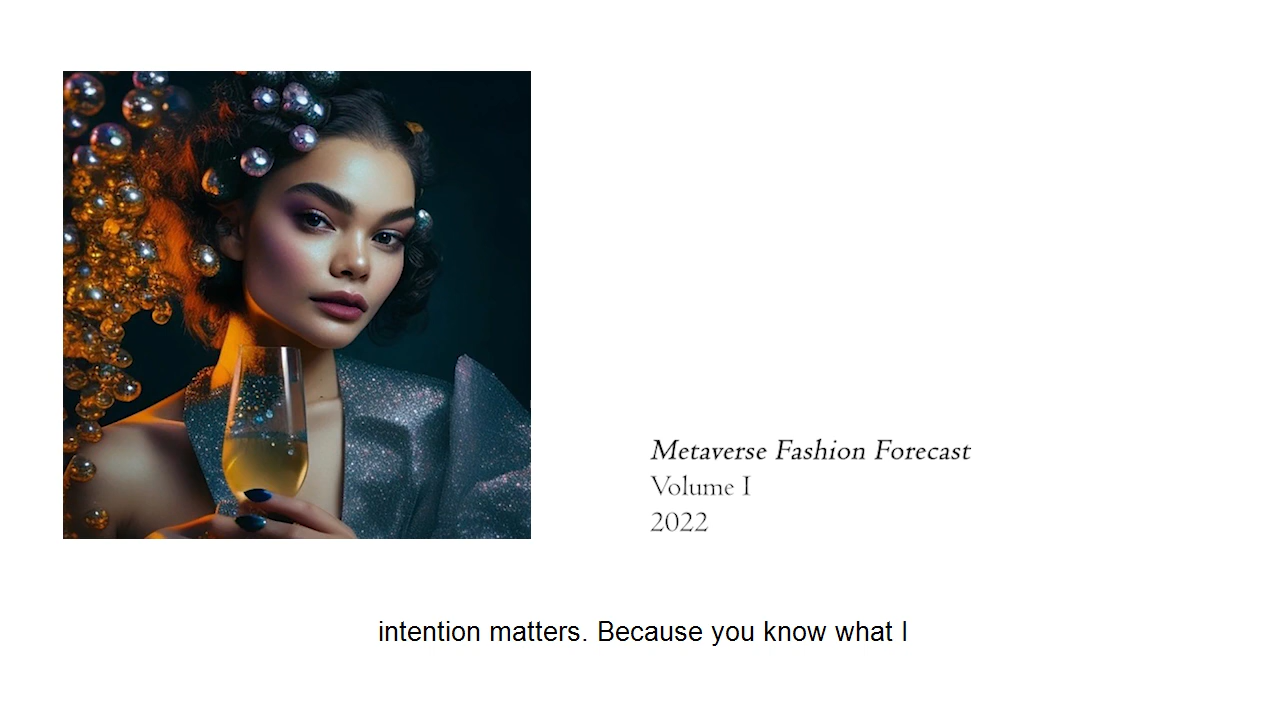 Metaverse Fashion Forecast
Volume I
2022
intention matters. Because you know what I